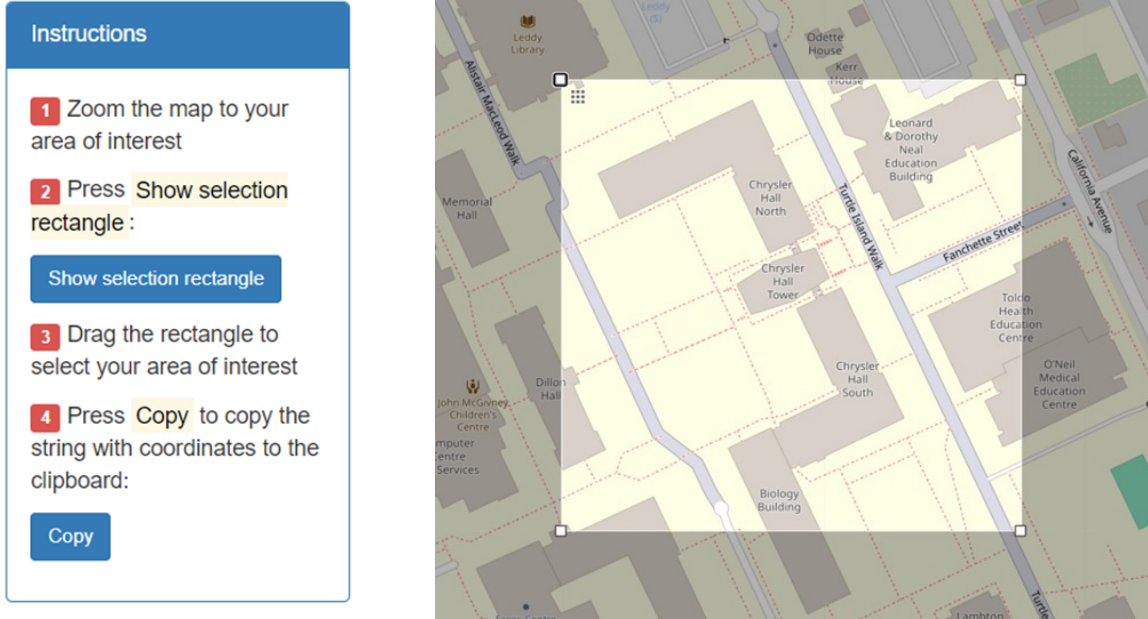 Instructions
1 Zoom the map to your
area of interest
2 Press Show selection
rectangle :
Show selection rectangle
3 Drag the rectangle to
select your area of interest
4 Press Copy to copy the
string with coordinates to the
clipboard:
Copy
Leddy
Library
Leddy
(S)
Odette
House
Kerr
House
Alistair MacLeod Walk
Leonard
& Dorothy
Neal
Education
Building
California Avenue
Memorial
Hall
Chrysler
Hall
North
Turtle Island Walk
Fanchette Street
Chrysler
Hall
Tower
Toldo
Health
Education
Centre
Dillon
Hall
Chrysler
Hall
South
O'Neil
Medical
Education
Centre
John McGivney
Children's
Centre
mputer
Centre
Services
Biology
Building
Lambton
Turtle